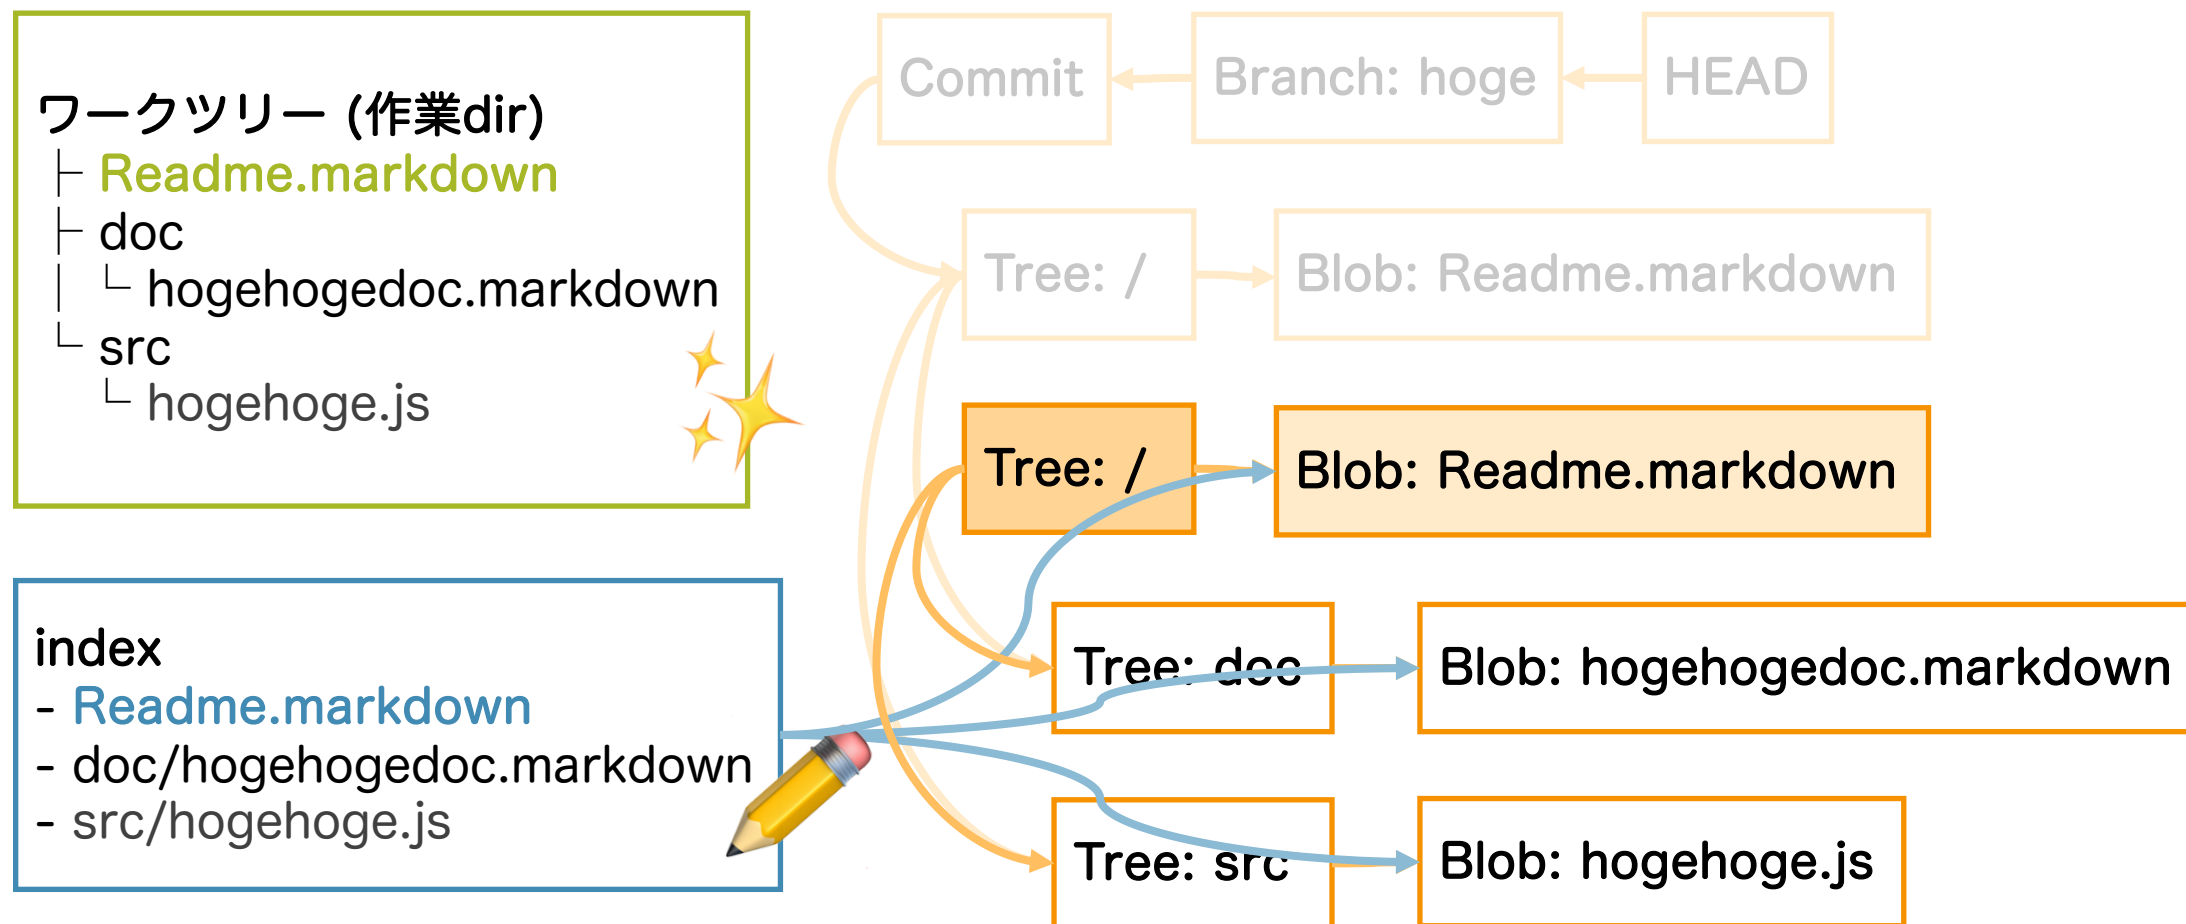 ワークツリー (作業dir)
├ Readme.markdown
├ doc
│ └ hogehogedoc.markdown
└ src
└ hogehoge.js
index
- Readme.markdown
- doc/hogehogedoc.markdown
- src/hogehoge.js
Commit
Branch: hoge
HEAD
Tree: /
Blob: Readme.markdown
Tree: /
Blob: Readme.markdown
Tree: doc
Blob: hogehogedoc.markdown
Tree: src
Blob: hogehoge.js